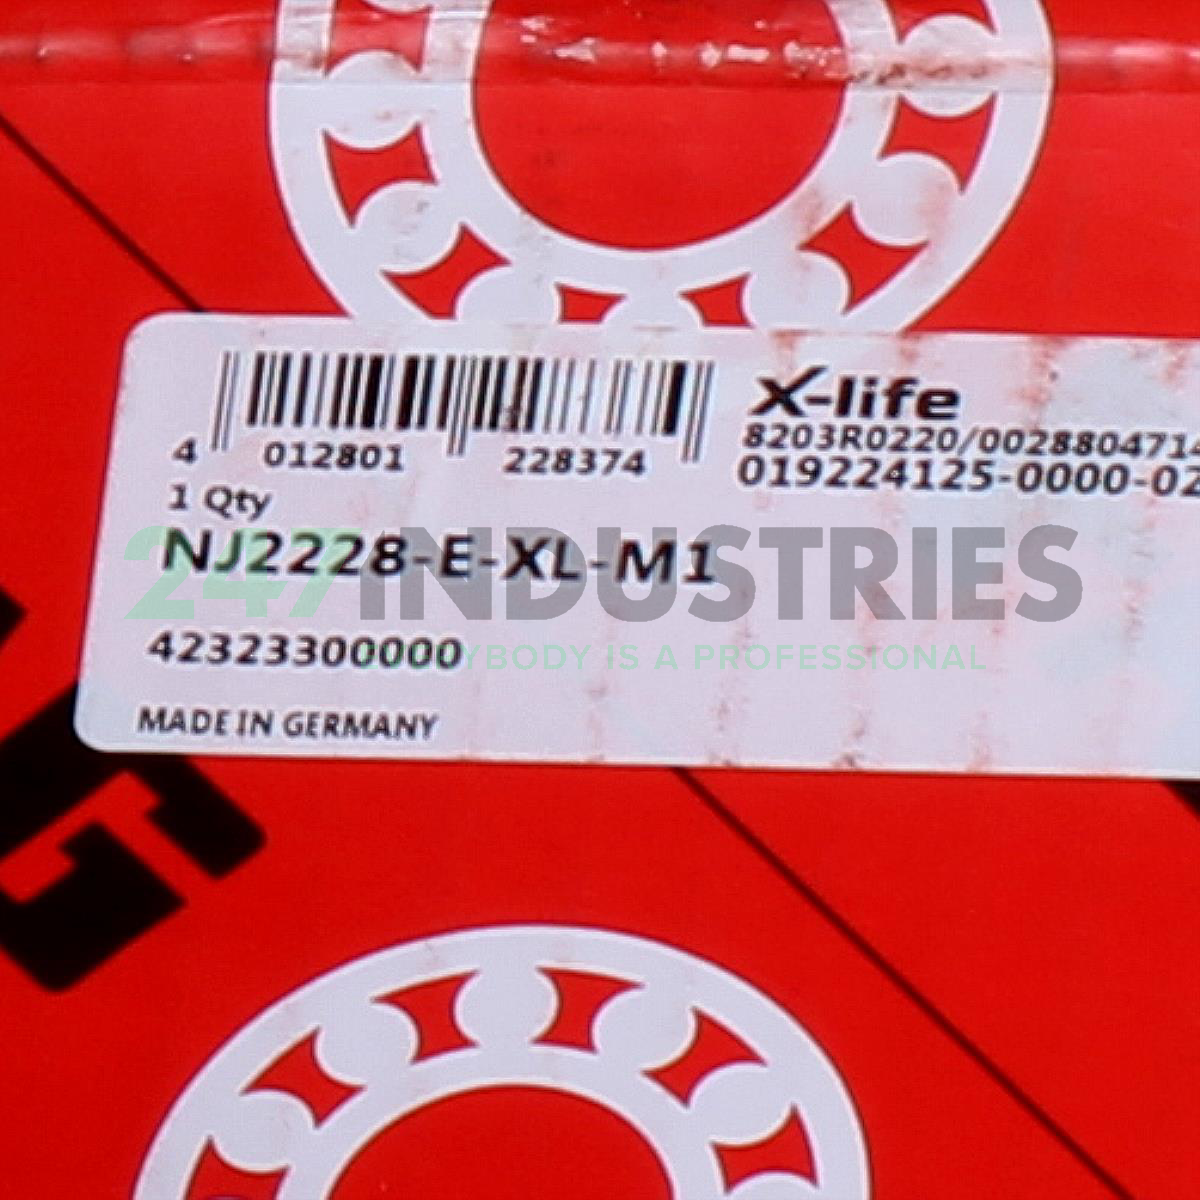 X-life
4 012801 228374
8203R0220/0028804714
019224125-0000-02
1 Qty
NJ2228-E-XL-M1
247INDUSTRIES
42323300000
EVERYBODY IS A PROFESSIONAL
MADE IN GERMANY